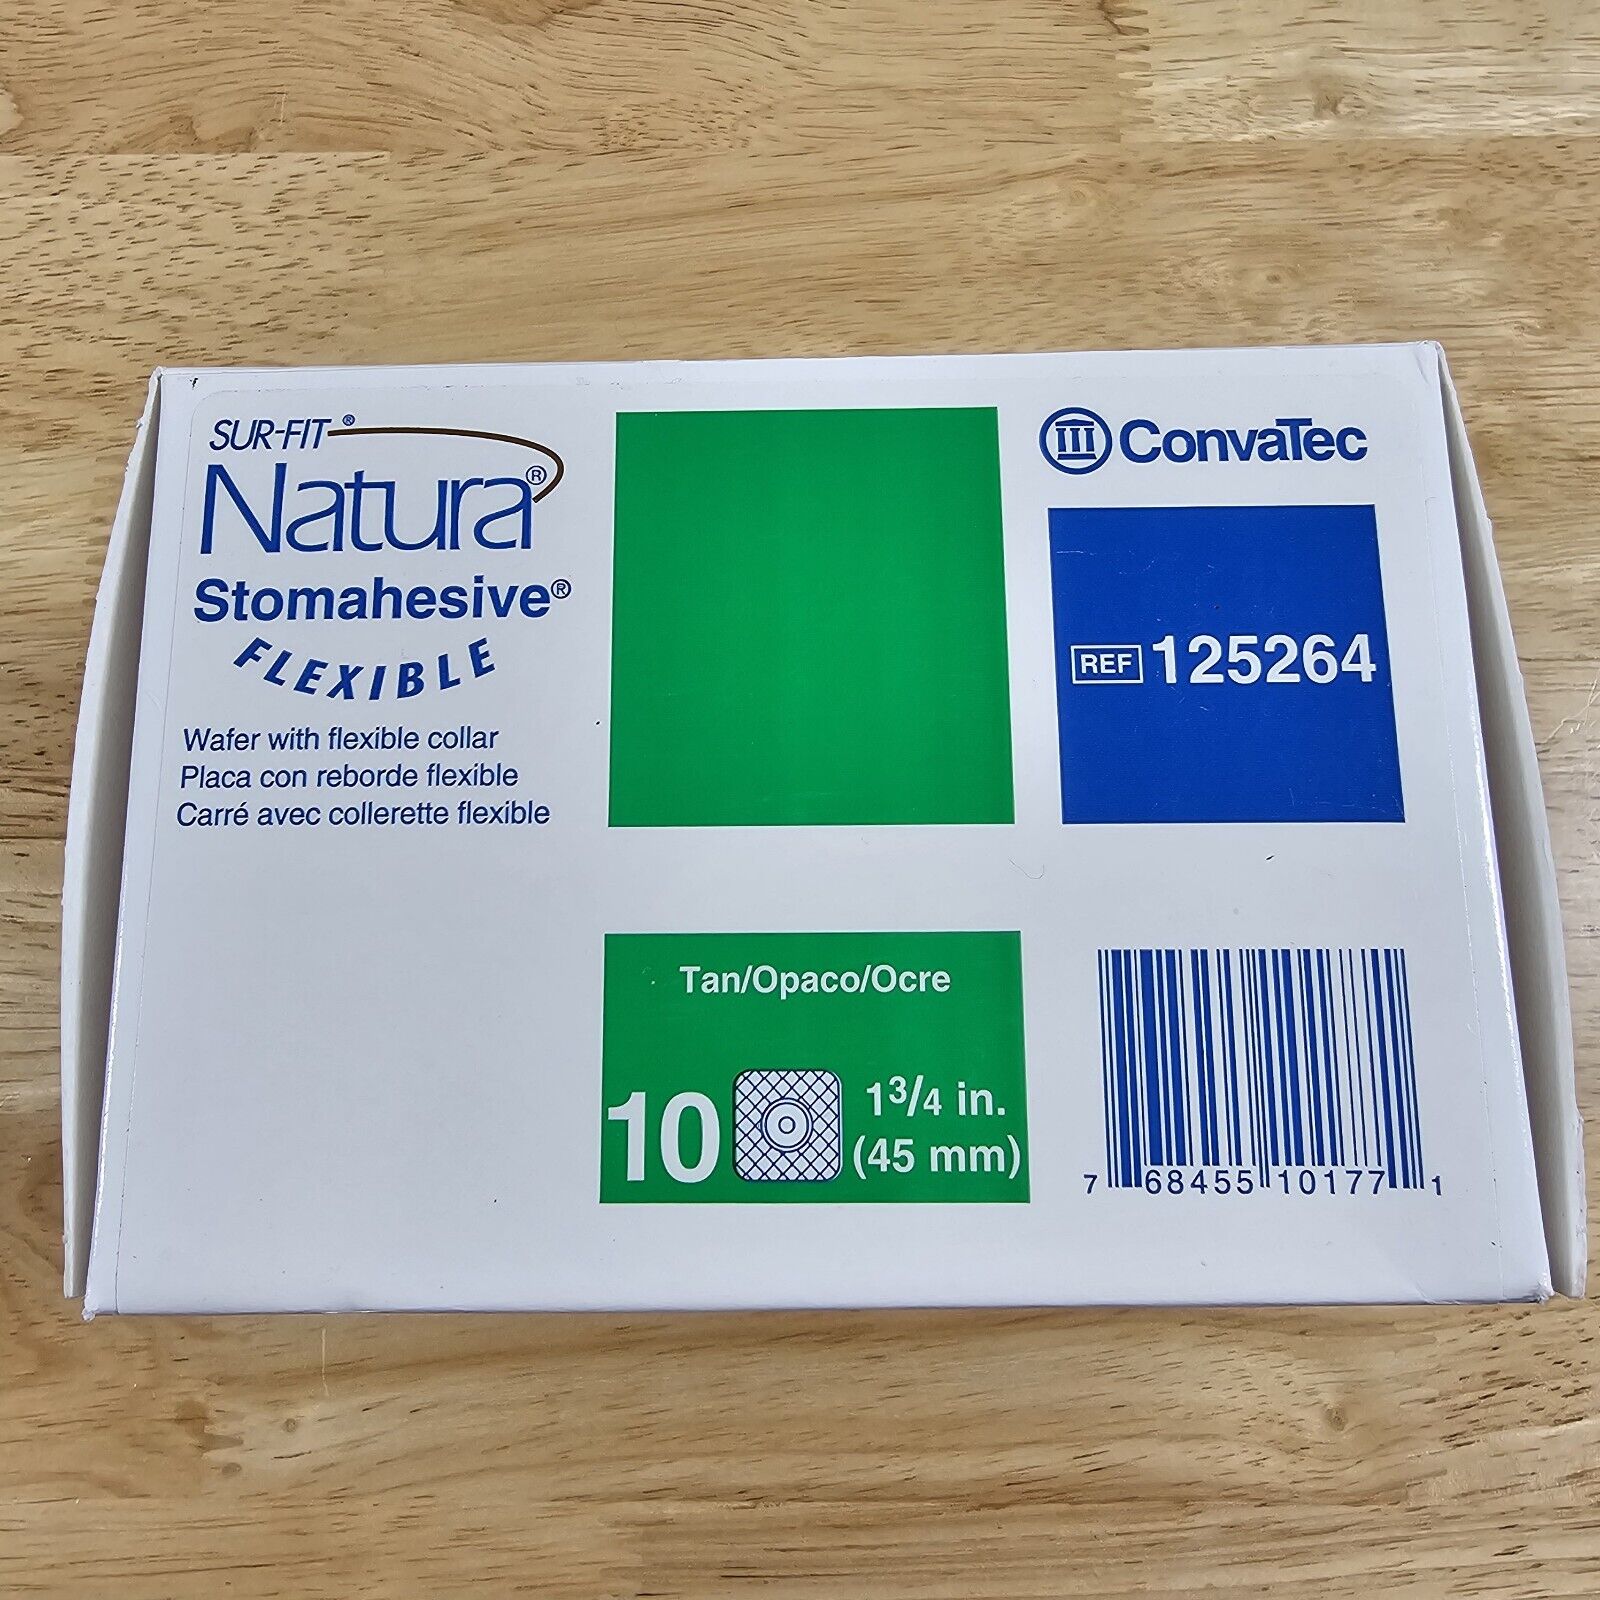 SUR-FIT®
Natura®
Stomahesive®
FLEXIBLE
Wafer with flexible collar
Placa con reborde flexible
Carré avec collerette flexible
ConvaTec
REF 125264
Tan/Opaco/Ocre
10
1 3/4 in.
(45 mm)
7 68455 10177 1